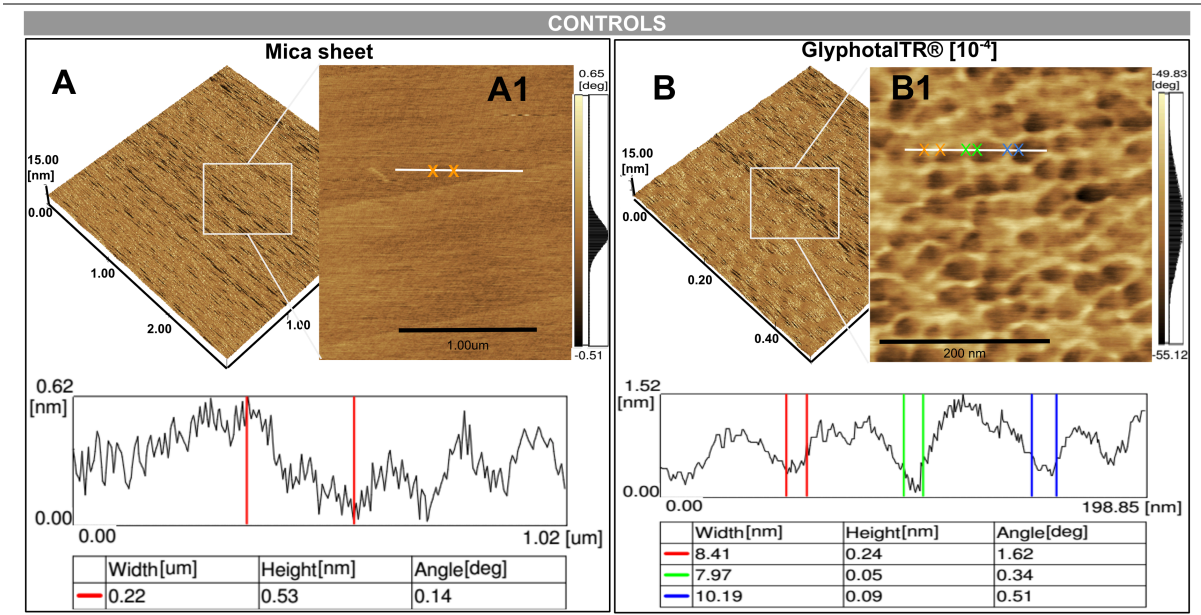 CONTROLS
Mica sheet
A
A1
0.65
[deg]
15.00
[nm]
0.00
1.00
2.00
1.00
1.00um
-0.51
0.62
[nm]
0.00
0.00
1.02 [um]
Width[um] Height[nm] Angle[deg]
0.22 0.53 0.14
GlyphotalTR® [10-4]
B
B1
-49.83
[deg]
15.00
[nm]
0.00
0.20
0.40
200 nm
-55.12
1.52
[nm]
0.00
0.00
198.85 [nm]
Width[nm] Height[nm] Angle[deg]
8.41 0.24 1.62
7.97 0.05 0.34
10.19 0.09 0.51